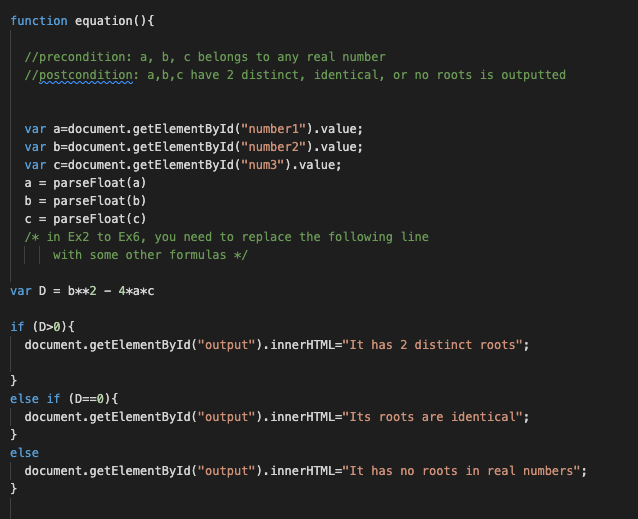 function equation(){
//precondition: a, b, c belongs to any real number
//postcondition: a,b,c have 2 distinct, identical, or no roots is outputted
var a=document.getElementById("number1").value;
var b=document.getElementById("number2").value;
var c=document.getElementById("num3").value;
a = parseFloat(a)
b = parseFloat(b)
c = parseFloat(c)
/* in Ex2 to Ex6, you need to replace the following line
with some other formulas */
var D = b**2 - 4*a*c
if (D>0){
document.getElementById("output").innerHTML="It has 2 distinct roots";
}
else if (D==0){
document.getElementById("output").innerHTML="Its roots are identical";
}
else
document.getElementById("output").innerHTML="It has no roots in real numbers";
}